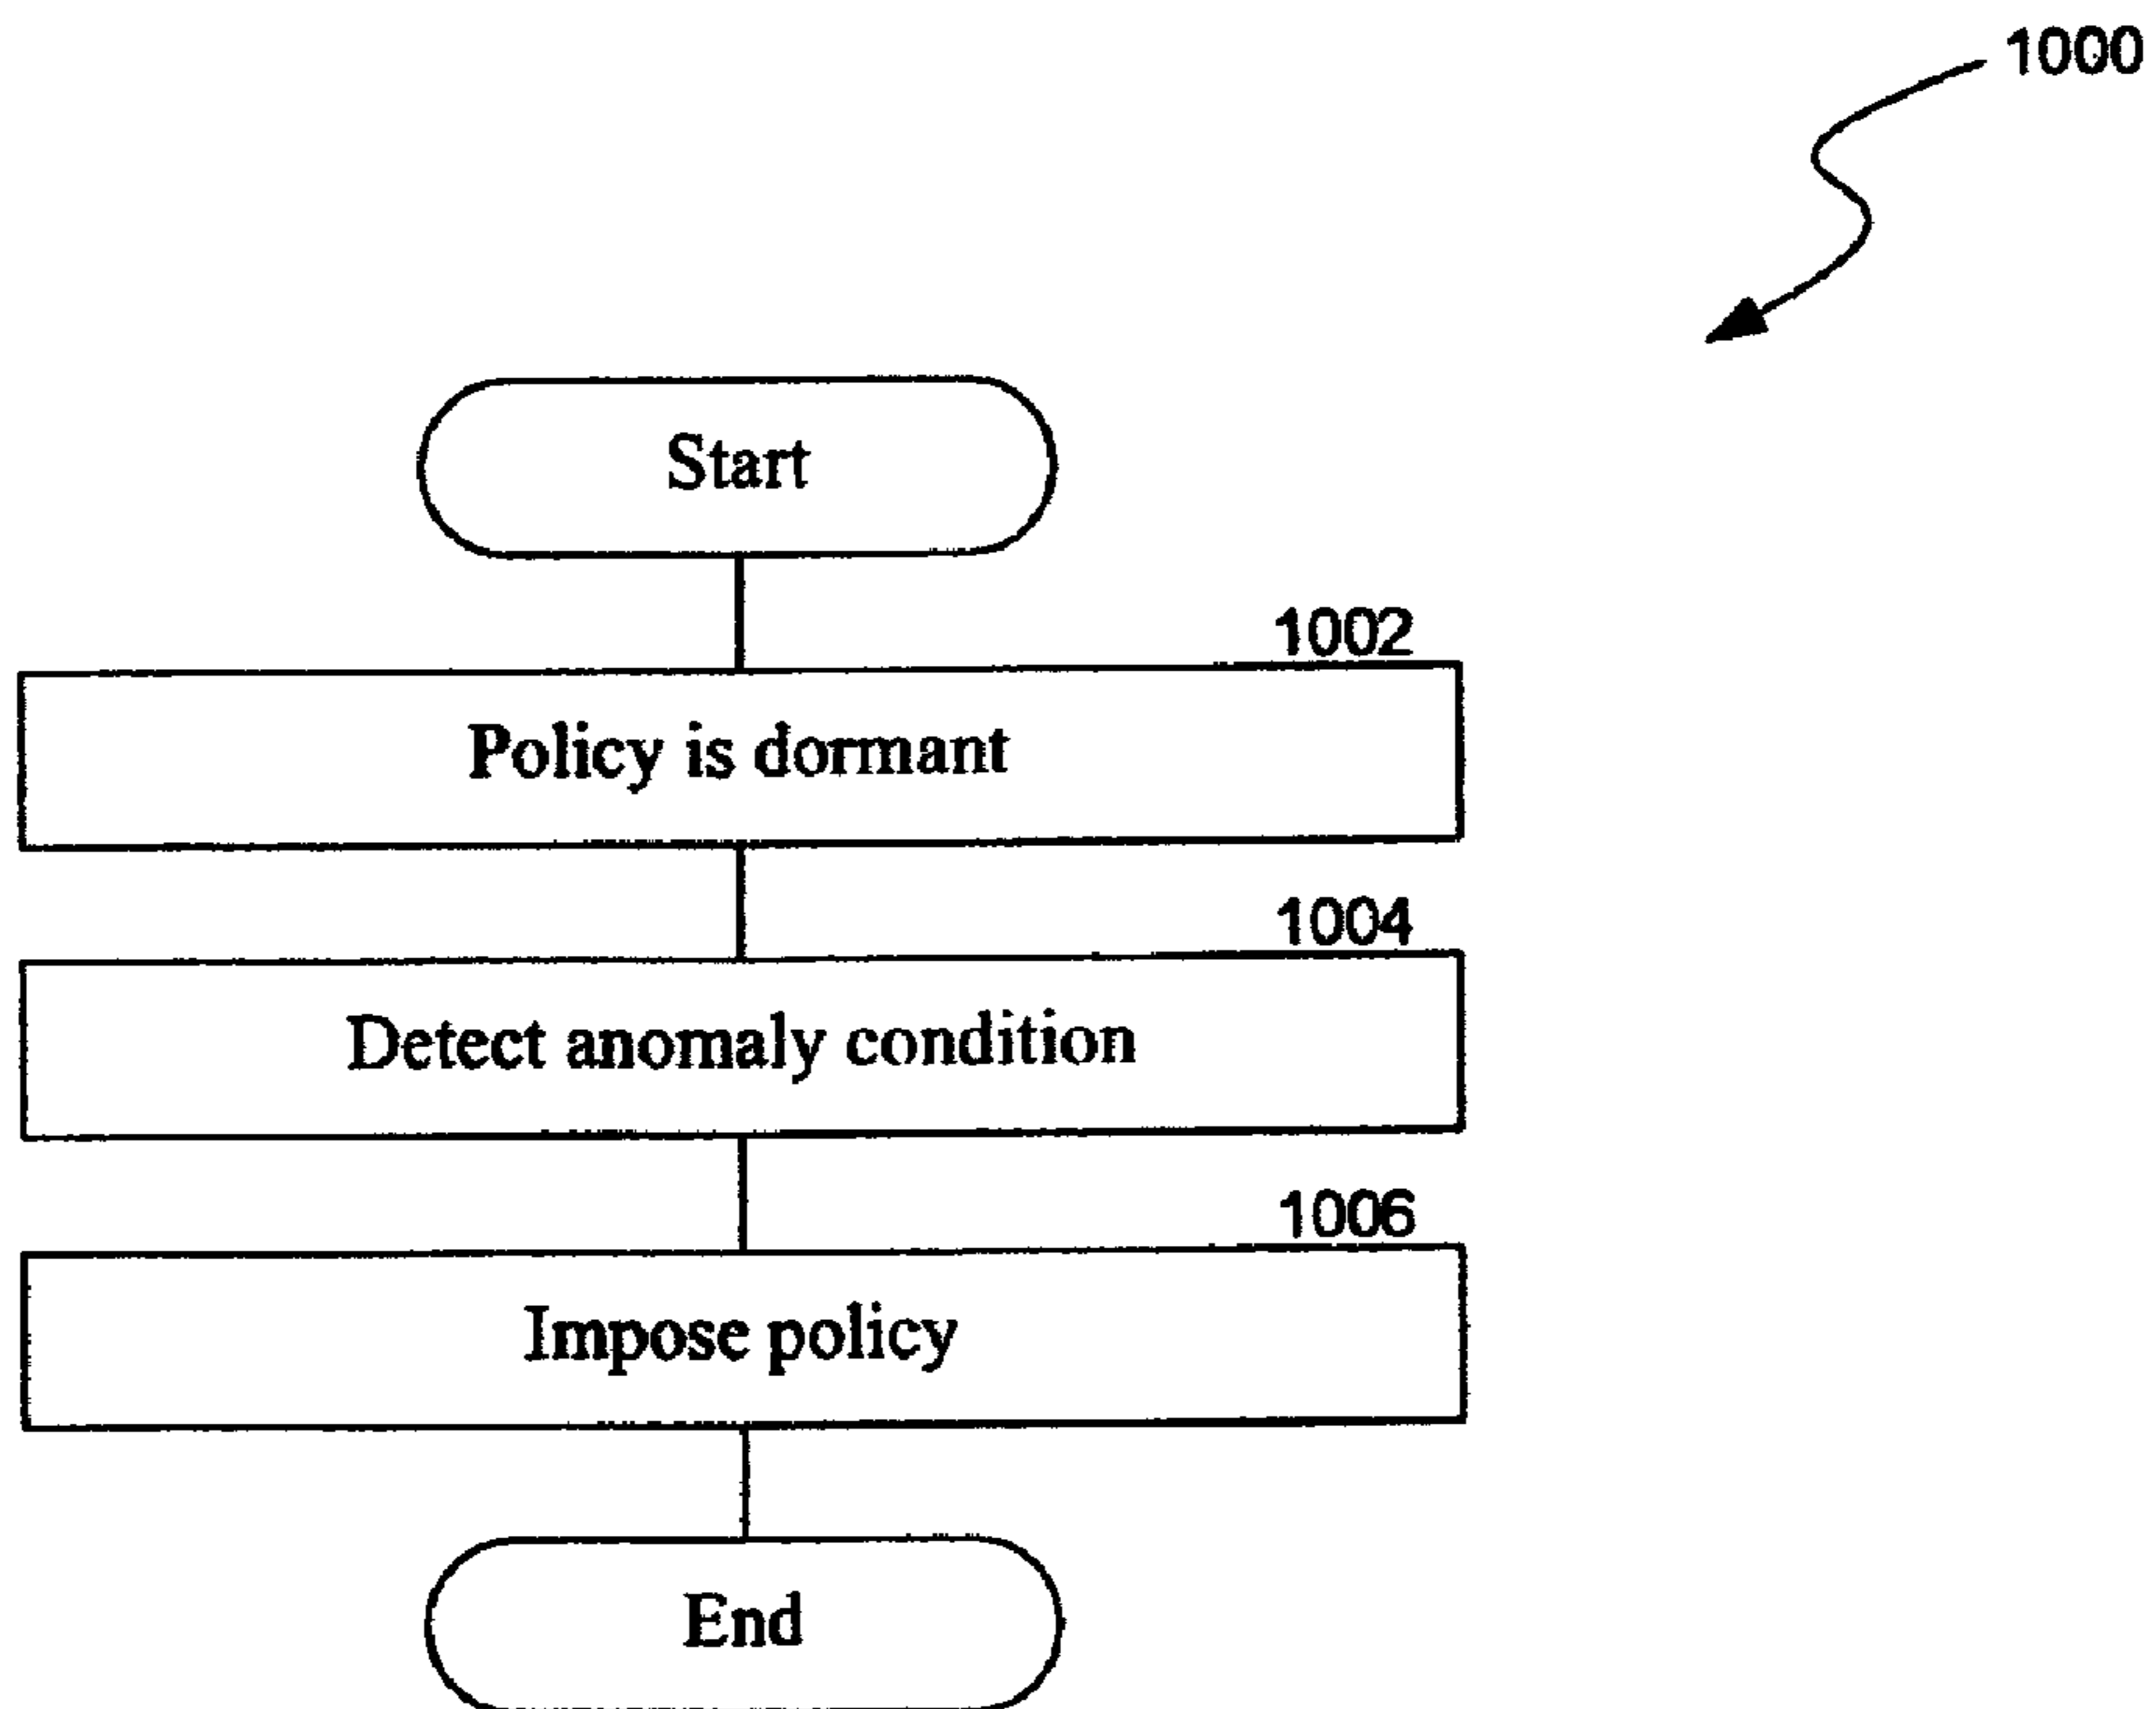 1000
Start
1002
Policy is dormant
1004
Detect anomaly condition
1006
Impose policy
End